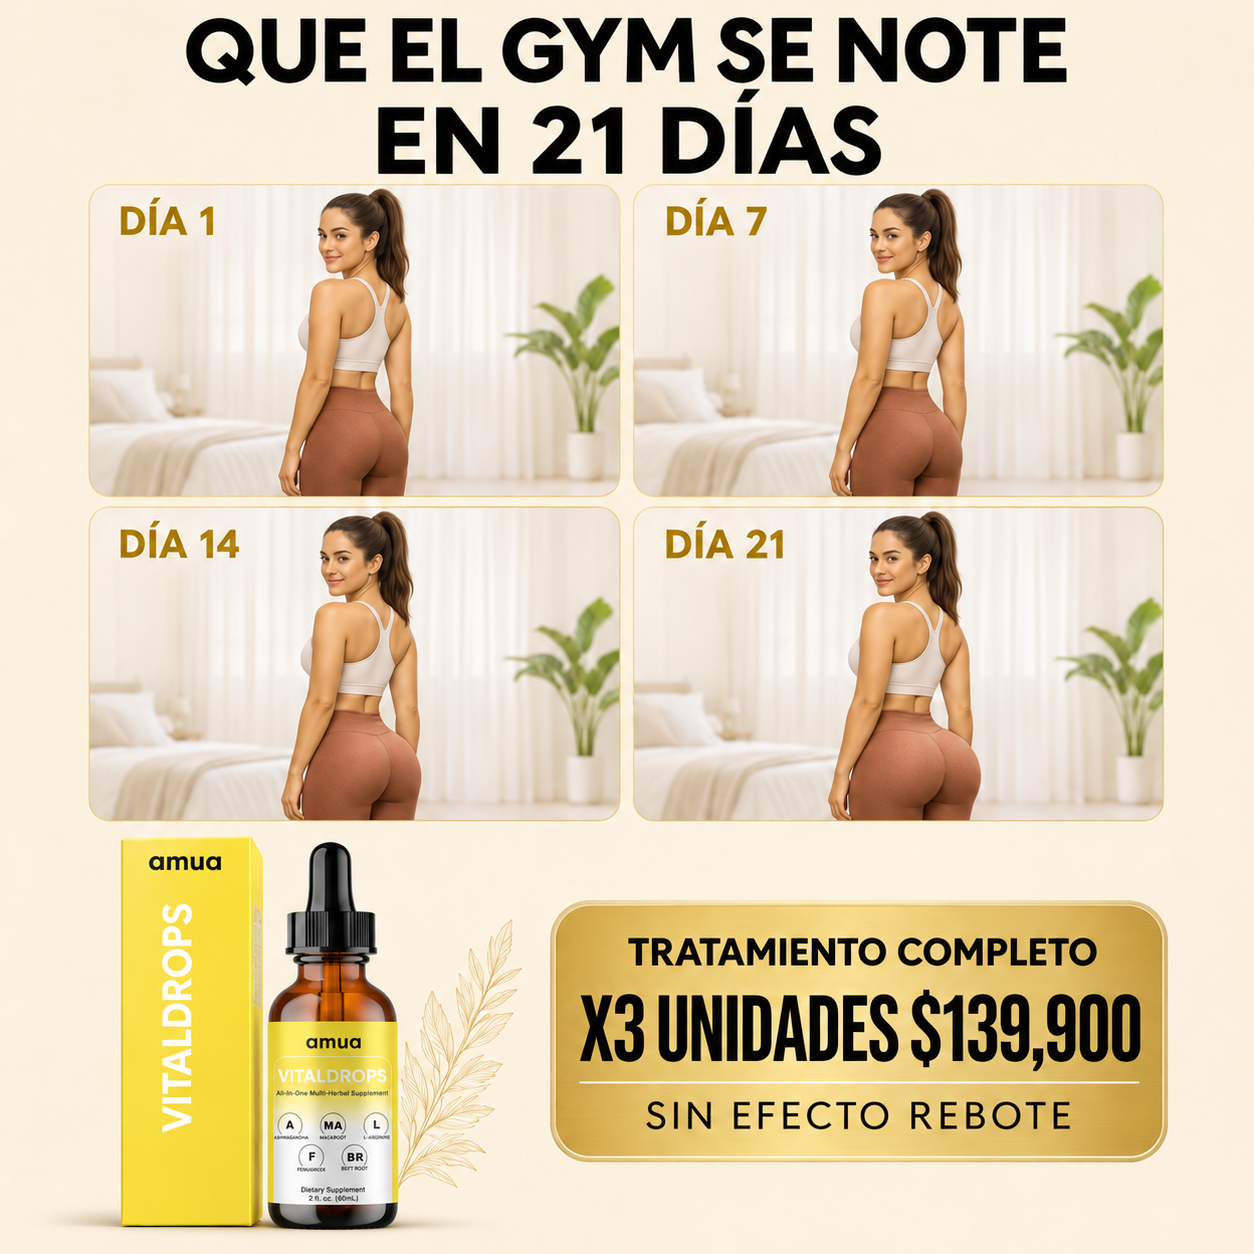 QUE EL GYM SE NOTE
EN 21 DÍAS
DÍA 1
DÍA 7
DÍA 14
DÍA 21
amua
VITALDROPS
amua
VITALDROPS
All-In-One Multi-Herbal Supplement
A
MA
L
ASHWAGANDHA
MACAROOT
L-ARGININE
F
BR
FENUGREEK
BEFT ROOT
Dietary Supplement
2 fl. oz. (60mL)
TRATAMIENTO COMPLETO
X3 UNIDADES $139,900
SIN EFECTO REBOTE